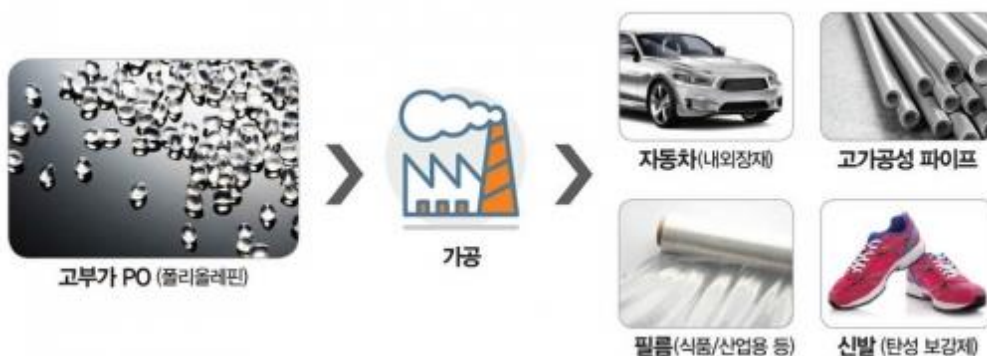 고부가 PO (폴리올레핀)
가공
자동차(내외장재)
고가공성 파이프
필름(식품/산업용 등)
신발 (탄성 보강제)